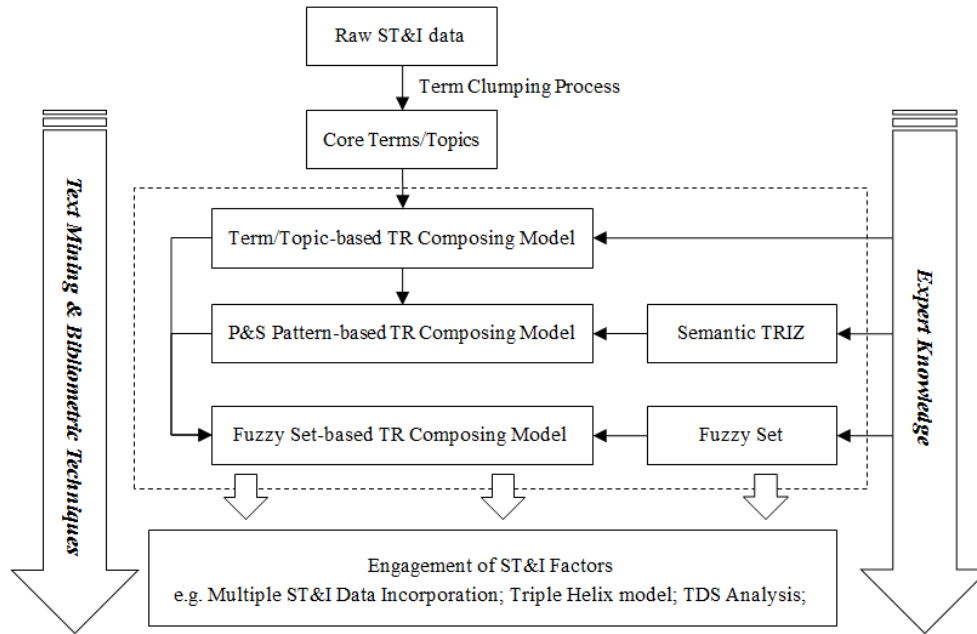 Raw ST&I data
Term Clumping Process
Core Terms/Topics
Text Mining & Bibliometric Techniques
Term/Topic-based TR Composing Model
P&S Pattern-based TR Composing Model
Semantic TRIZ
Fuzzy Set-based TR Composing Model
Fuzzy Set
Expert Knowledge
Engagement of ST&I Factors
e.g. Multiple ST&I Data Incorporation; Triple Helix model; TDS Analysis;